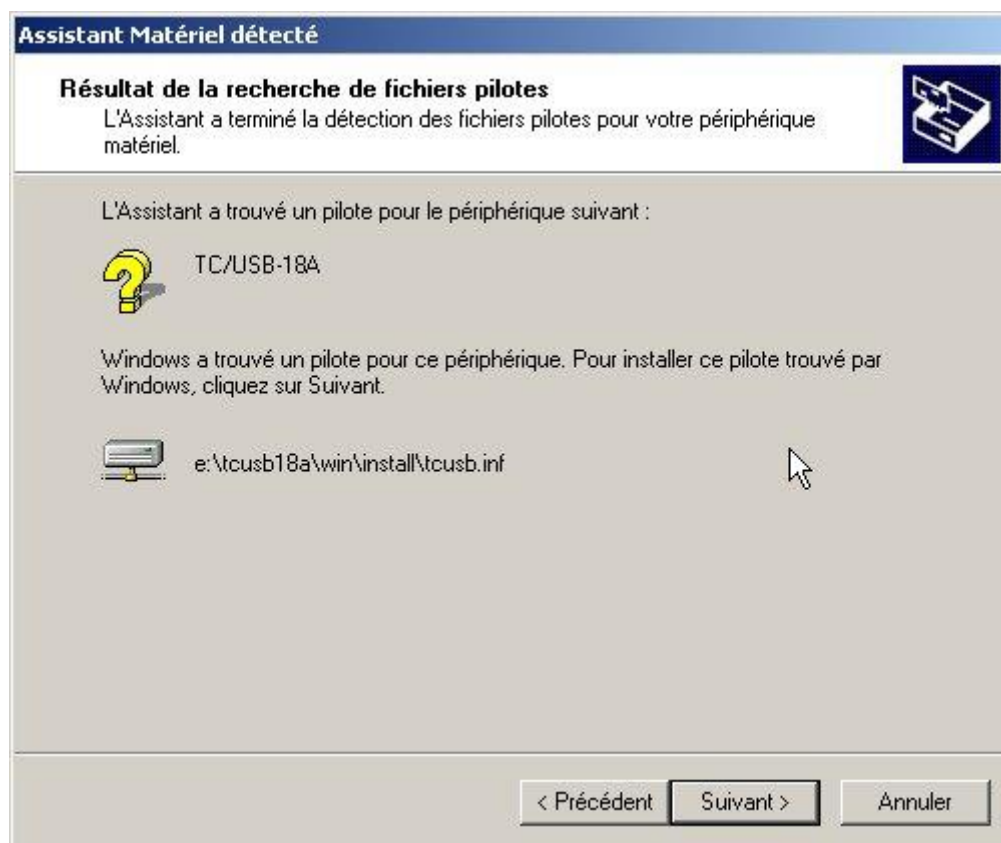 Assistant Matériel détecté
Résultat de la recherche de fichiers pilotes
L'Assistant a terminé la détection des fichiers pilotes pour votre périphérique
matériel.
L'Assistant a trouvé un pilote pour le périphérique suivant :
TC/USB-18A
Windows a trouvé un pilote pour ce périphérique. Pour installer ce pilote trouvé par
Windows, cliquez sur Suivant.
e:\tcusb18a\win\install\tcusb.inf
< Précédent Suivant > Annuler